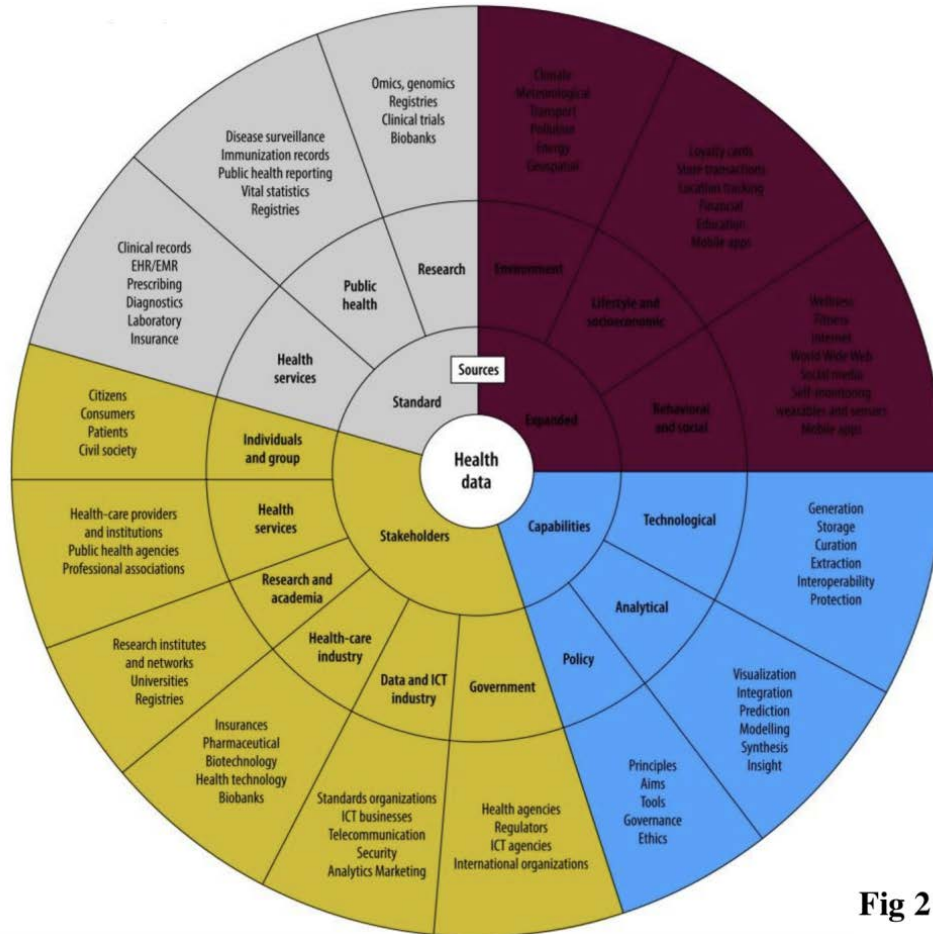 Omics, genomics
Registries
Clinical trials
Biobanks
Climate
Meteorological
Transport
Pollution
Energy
Geospatial
Disease surveillance
Immunization records
Public health reporting
Vital statistics
Registries
Loyalty cards
Store transactions
Location tracking
Financial
Education
Mobile apps
Clinical records
EHR/EMR
Prescribing
Diagnostics
Laboratory
Insurance
Wellness
Fitness
Internet
World Wide Web
Social media
Self-monitoring
wearables and sensors
Mobile apps
Research
Environment
Public
health
Lifestyle and
socioeconomic
Health
services
Behavioral
and social
Sources
Standard
Expanded
Health
data
Citizens
Consumers
Patients
Civil society
Individuals
and group
Health-care providers
and institutions
Public health agencies
Professional associations
Health
services
Stakeholders
Capabilities
Technological
Generation
Storage
Curation
Extraction
Interoperability
Protection
Research and
academia
Research institutes
and networks
Universities
Registries
Health-care
industry
Insurances
Pharmaceutical
Biotechnology
Health technology
Biobanks
Data and ICT
industry
Standards organizations
ICT businesses
Telecommunication
Security
Analytics Marketing
Government
Health agencies
Regulators
ICT agencies
International organizations
Policy
Principles
Aims
Tools
Governance
Ethics
Analytical
Visualization
Integration
Prediction
Modelling
Synthesis
Insight
Fig 2